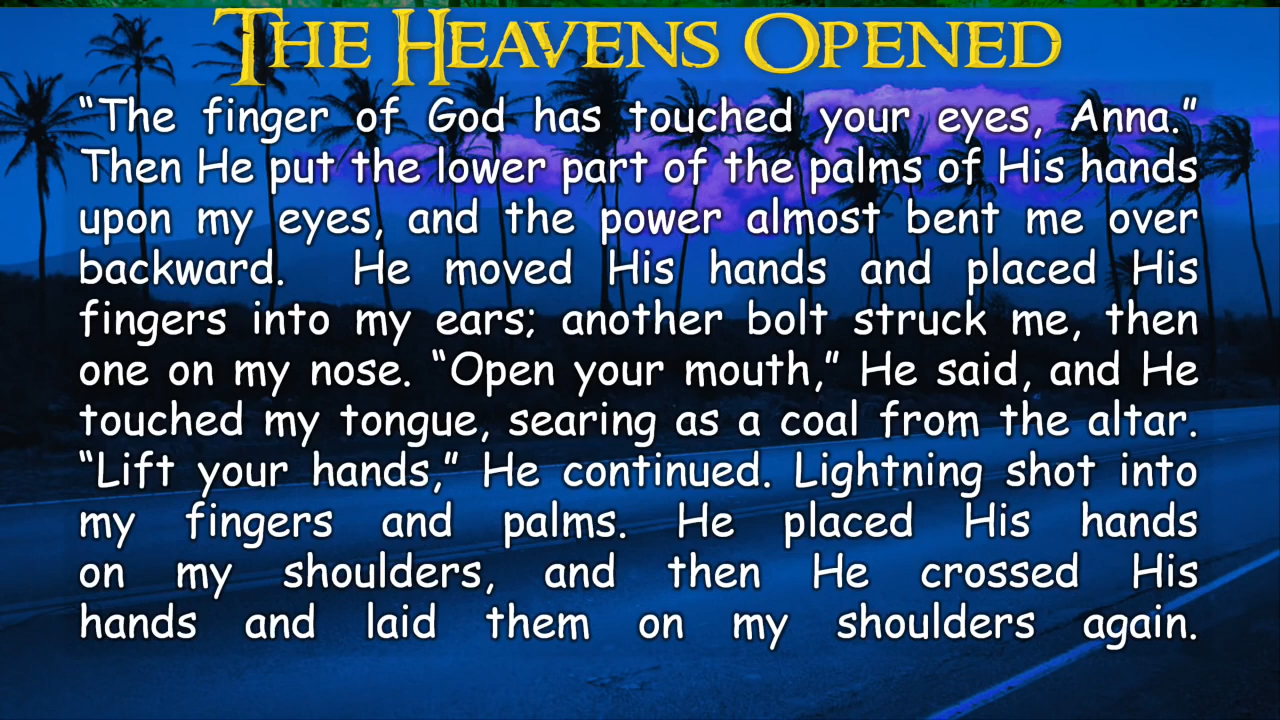 THE HEAVENS OPENED
“The finger of God has touched your eyes, Anna.”
Then He put the lower part of the palms of His hands
upon my eyes, and the power almost bent me over
backward. He moved His hands and placed His
fingers into my ears; another bolt struck me, then
one on my nose. “Open your mouth,” He said, and He
touched my tongue, searing as a coal from the altar.
“Lift your hands,” He continued. Lightning shot into
my fingers and palms. He placed His hands
on my shoulders, and then He crossed His
hands and laid them on my shoulders again.